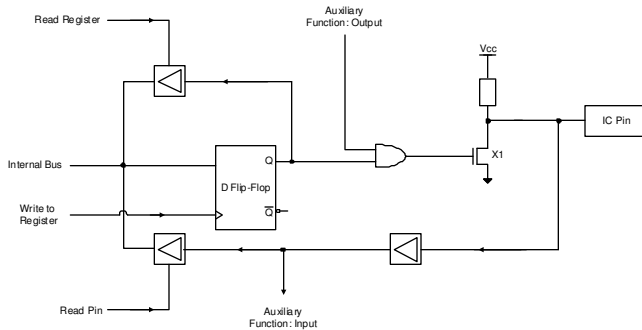 Auxiliary
Function: Output
Read Register
Vcc
IC Pin
X1
Internal Bus
Q
D Flip-Flop
Q
Write to
Register
Read Pin
Auxiliary
Function: Input